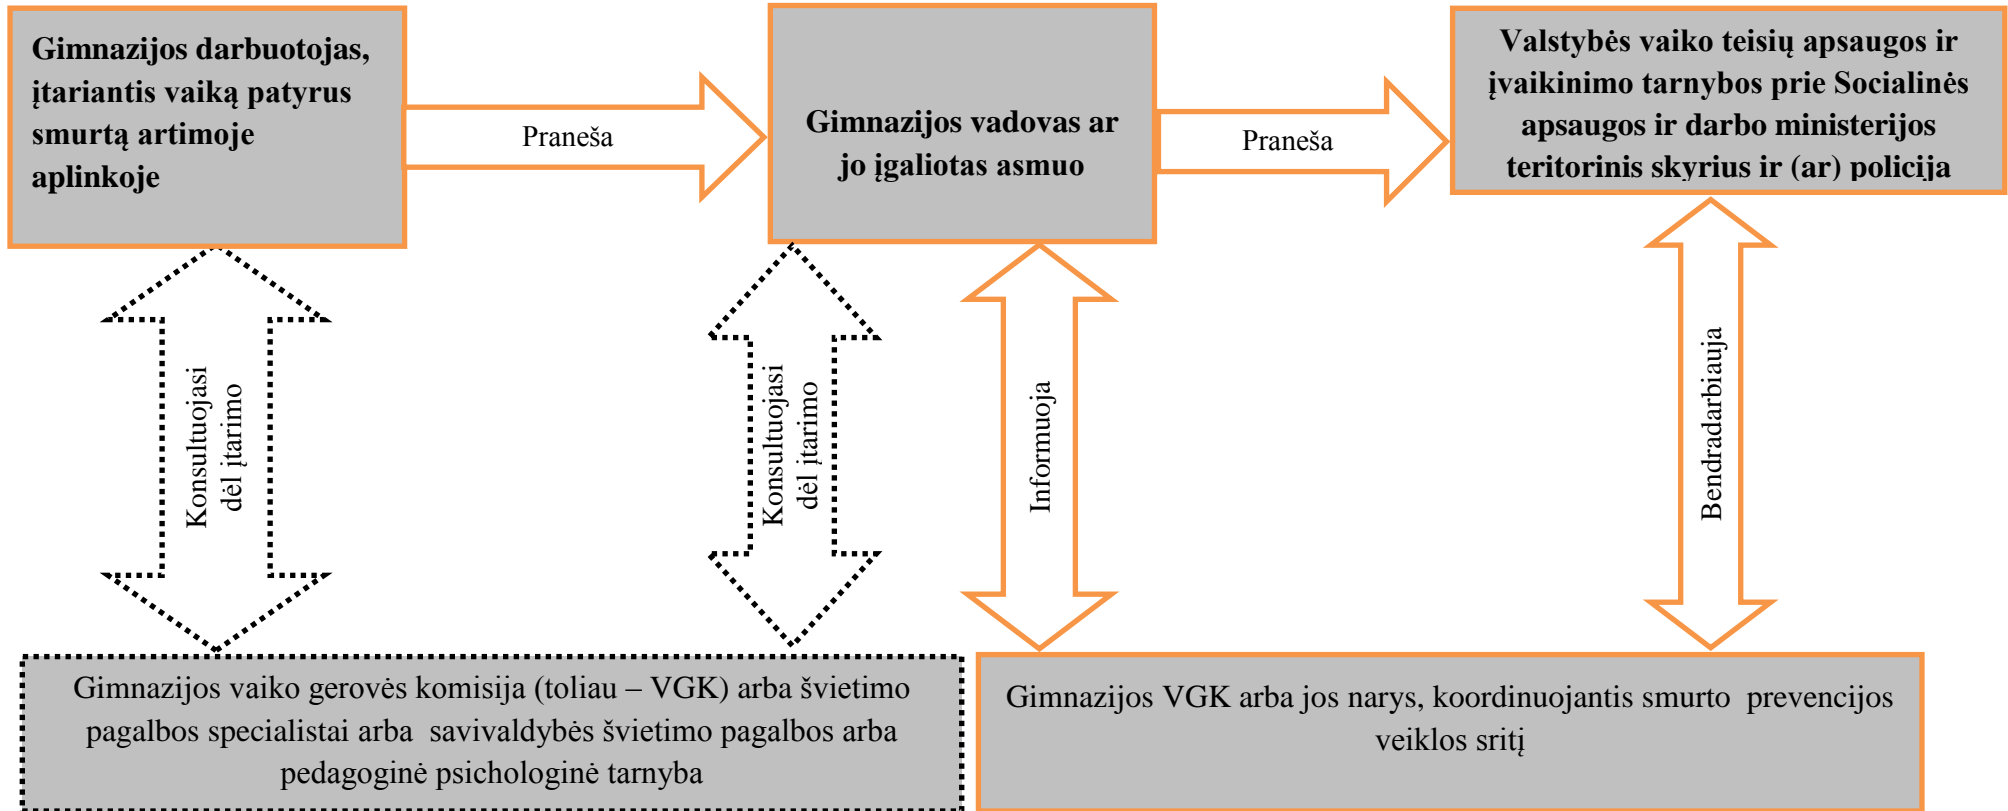 Gimnazijos darbuotojas,
įtariantis vaiką patyrus
smurtą artimoje
aplinkoje
Praneša
Gimnazijos vadovas ar
jo įgaliotas asmuo
Praneša
Valstybės vaiko teisių apsaugos ir
įvaikinimo tarnybos prie Socialinės
apsaugos ir darbo ministerijos
teritorinis skyrius ir (ar) policija
Konsultuojasi
dėl įtarimo
Konsultuojasi
dėl įtarimo
Informuoja
Bendradarbiauja
Gimnazijos vaiko gerovės komisija (toliau – VGK) arba švietimo
pagalbos specialistai arba savivaldybės švietimo pagalbos arba
pedagoginė psichologinė tarnyba
Gimnazijos VGK arba jos narys, koordinuojantis smurto prevencijos
veiklos sritį